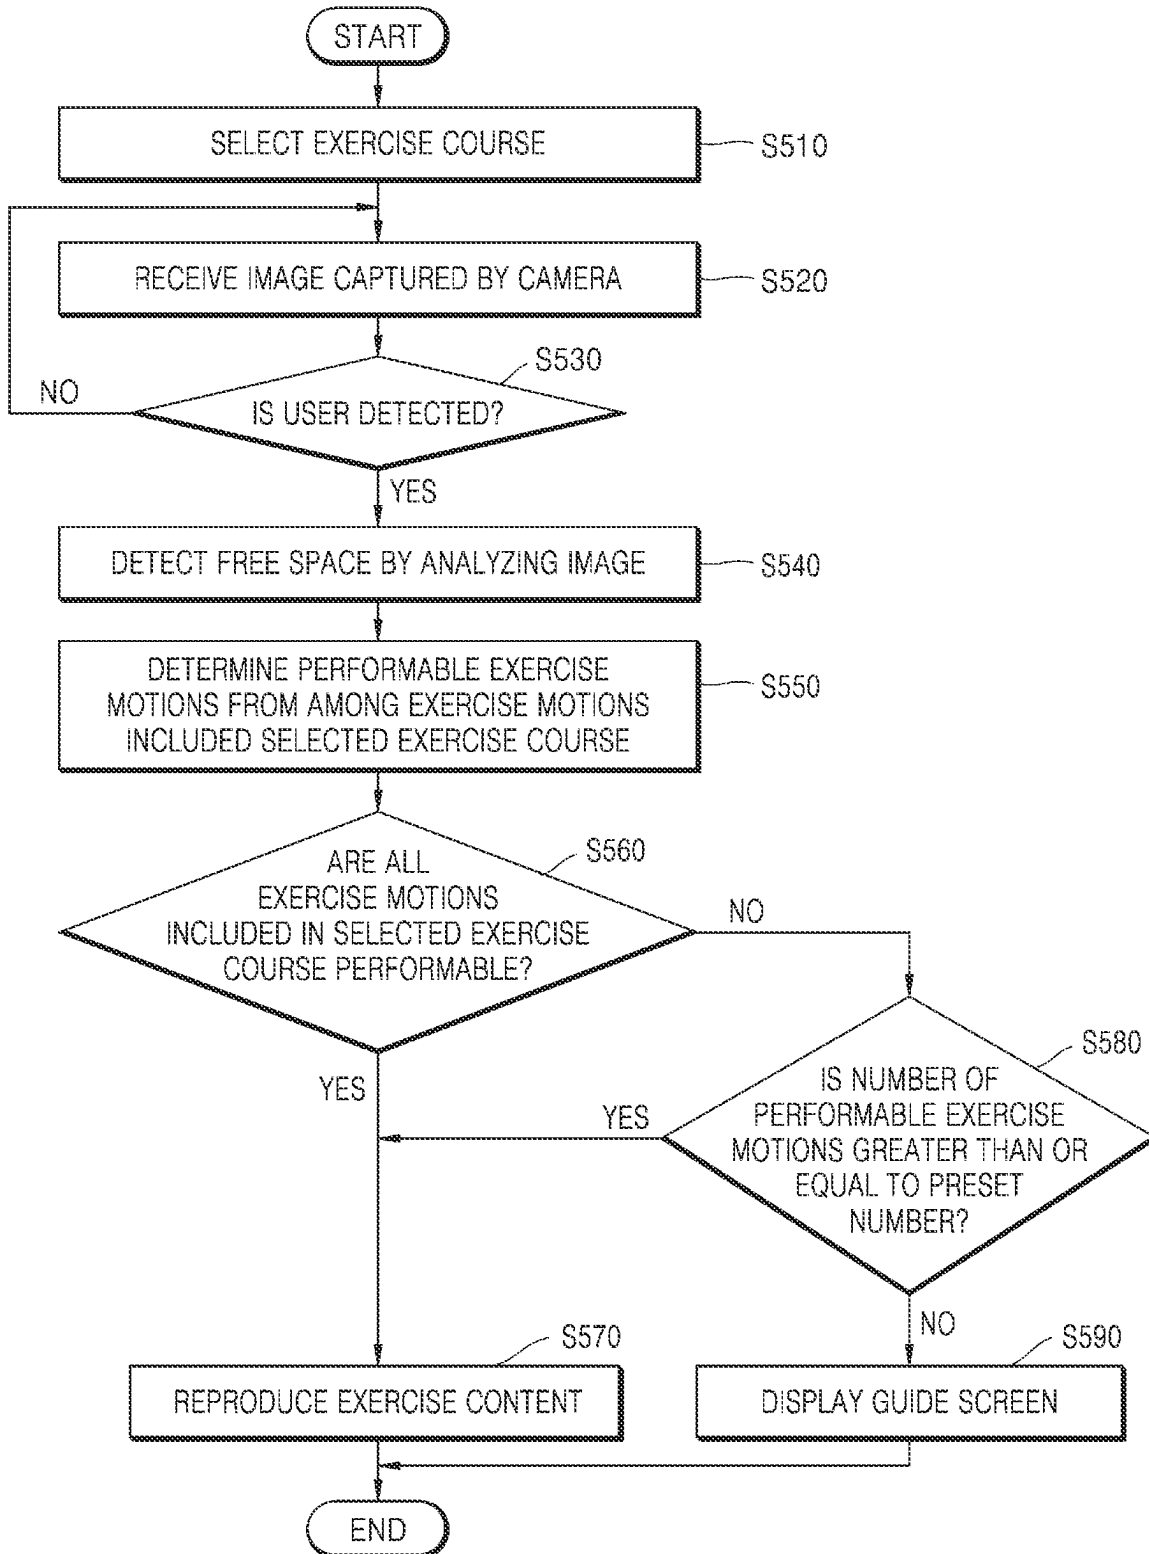 START
SELECT EXERCISE COURSE
S510
RECEIVE IMAGE CAPTURED BY CAMERA
S520
S530
NO
IS USER DETECTED?
YES
DETECT FREE SPACE BY ANALYZING IMAGE
S540
DETERMINE PERFORMABLE EXERCISE
MOTIONS FROM AMONG EXERCISE MOTIONS
INCLUDED SELECTED EXERCISE COURSE
S550
S560
ARE ALL
EXERCISE MOTIONS
INCLUDED IN SELECTED EXERCISE
COURSE PERFORMABLE?
NO
YES
S580
IS NUMBER OF
PERFORMABLE EXERCISE
MOTIONS GREATER THAN OR
EQUAL TO PRESET
NUMBER?
YES
NO
S570
REPRODUCE EXERCISE CONTENT
S590
DISPLAY GUIDE SCREEN
END